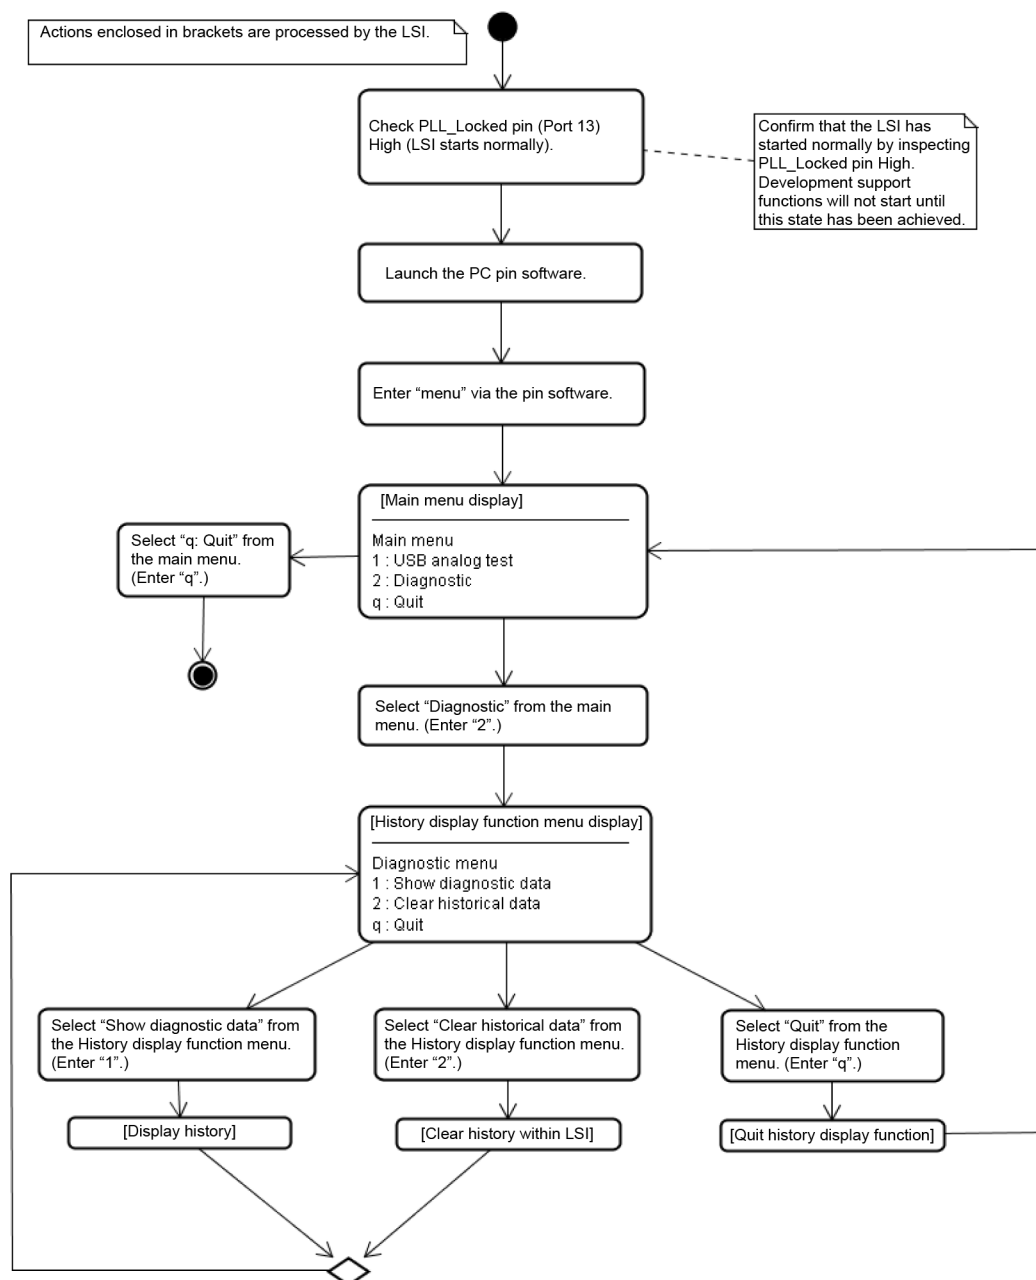 Actions enclosed in brackets are processed by the LSI.
Check PLL_Locked pin (Port 13)
High (LSI starts normally).
Confirm that the LSI has
started normally by inspecting
PLL_Locked pin High.
Development support
functions will not start until
this state has been achieved.
Launch the PC pin software.
Enter “menu” via the pin software.
[Main menu display]
Main menu
1 : USB analog test
2 : Diagnostic
q : Quit
Select “q: Quit” from
the main menu.
(Enter “q”.)
Select “Diagnostic” from the main
menu. (Enter “2”.)
[History display function menu display]
Diagnostic menu
1 : Show diagnostic data
2 : Clear historical data
q : Quit
Select “Show diagnostic data” from
the History display function menu.
(Enter “1”.)
Select “Clear historical data” from
the History display function menu.
(Enter “2”.)
Select “Quit” from the
History display function
menu. (Enter “q”.)
[Display history]
[Clear history within LSI]
[Quit history display function]